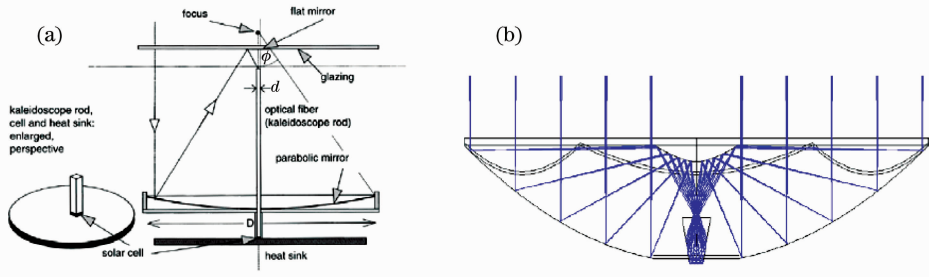 (a)
focus
flat mirror
ϕ
glazing
d
kaleidoscope rod,
cell and heat sink:
enlarged,
perspective
optical fiber
(kaleidoscope rod)
parabolic mirror
D
solar cell
heat sink
(b)